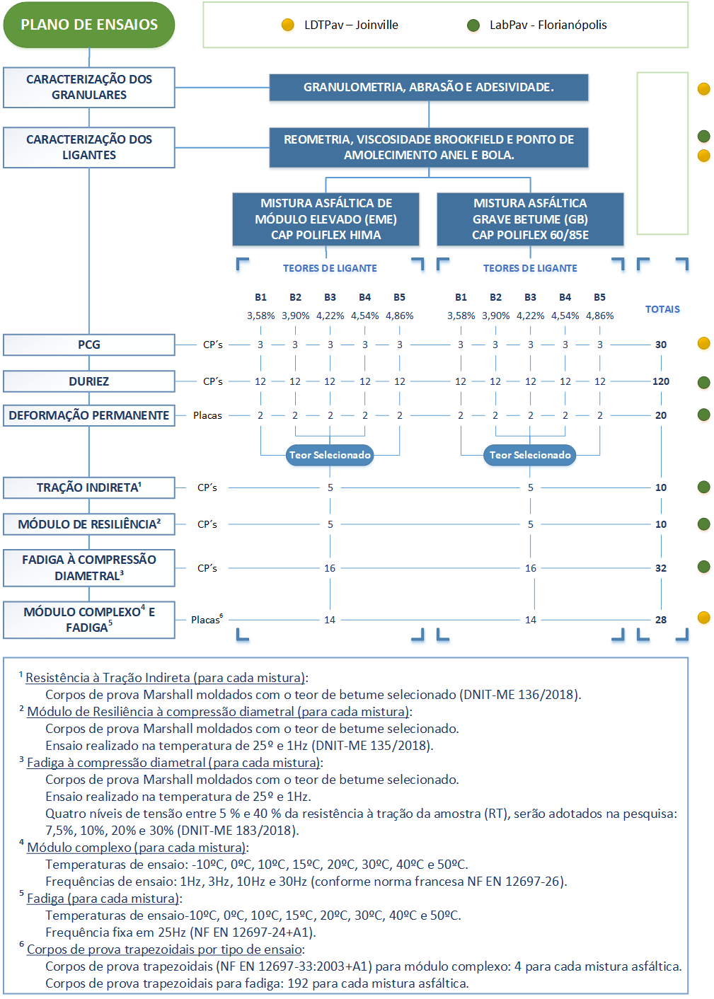 PLANO DE ENSAIOS
LDTPav – Joinville
LabPav - Florianópolis
CARACTERIZAÇÃO DOS
GRANULARES
GRANULOMETRIA, ABRASÃO E ADESIVIDADE.
CARACTERIZAÇÃO DOS
LIGANTES
REOMETRIA, VISCOSIDADE BROOKFIELD E PONTO DE
AMOLECIMENTO ANEL E BOLA.
MISTURA ASFÁLTICA DE
MÓDULO ELEVADO (EME)
CAP POLIFLEX HIMA
MISTURA ASFÁLTICA
GRAVE BETUME (GB)
CAP POLIFLEX 60/85E
TEORES DE LIGANTE
TEORES DE LIGANTE
B1 B2 B3 B4 B5 B1 B2 B3 B4 B5
TOTAIS
3,58% 3,90% 4,22% 4,54% 4,86% 3,58% 3,90% 4,22% 4,54% 4,86%
PCG CP’s 3 3 3 3 3 3 3 3 3 3 30
DURIEZ CP’s 12 12 12 12 12 12 12 12 12 12 120
DEFORMAÇÃO PERMANENTE Placas 2 2 2 2 2 2 2 2 2 2 20
Teor Selecionado Teor Selecionado
TRAÇÃO INDIRETA¹ CP’s 5 5 10
MÓDULO DE RESILIÊNCIA² CP’s 5 5 10
FADIGA À COMPRESSÃO
DIAMETRAL³
CP’s 16 16 32
MÓDULO COMPLEXO⁴ E
FADIGA⁵
Placas⁶ 14 14 28
¹ Resistência à Tração Indireta (para cada mistura):
Corpos de prova Marshall moldados com o teor de betume selecionado (DNIT-ME 136/2018).
² Módulo de Resiliência à compressão diametral (para cada mistura):
Corpos de prova Marshall moldados com o teor de betume selecionado.
Ensaio realizado na temperatura de 25º e 1Hz (DNIT-ME 135/2018).
³ Fadiga à compressão diametral (para cada mistura):
Corpos de prova Marshall moldados com o teor de betume selecionado.
Ensaio realizado na temperatura de 25º e 1Hz.
Quatro níveis de tensão entre 5 % e 40 % da resistência à tração da amostra (RT), serão adotados na pesquisa:
7,5%, 10%, 20% e 30% (DNIT-ME 183/2018).
⁴ Módulo complexo (para cada mistura):
Temperaturas de ensaio: -10ºC, 0ºC, 10ºC, 15ºC, 20ºC, 30ºC, 40ºC e 50ºC.
Frequências de ensaio: 1Hz, 3Hz, 10Hz e 30Hz (conforme norma francesa NF EN 12697-26).
⁵ Fadiga (para cada mistura):
Temperaturas de ensaio-10ºC, 0ºC, 10ºC, 15ºC, 20ºC, 30ºC, 40ºC e 50ºC.
Frequência fixa em 25Hz (NF EN 12697-24+A1).
⁶ Corpos de prova trapezoidais por tipo de ensaio:
Corpos de prova trapezoidais (NF EN 12697-33:2003+A1) para módulo complexo: 4 para cada mistura asfáltica.
Corpos de prova trapezoidais para fadiga: 192 para cada mistura asfáltica.